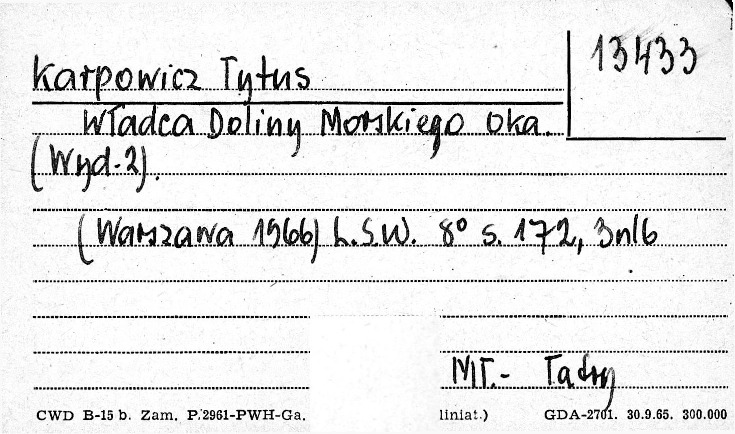 13433
Karpowicz Tytus
Władca Doliny Morskiego Oka.
(Wyd. 2).
(Warszawa 1966) L.S.W. 8° s. 172, 3nlb
MT.- Tatry
CWD B-15 b. Zam. P.2961-PWH-Ga. liniat.) GDA-2701. 30.9.65. 300.000